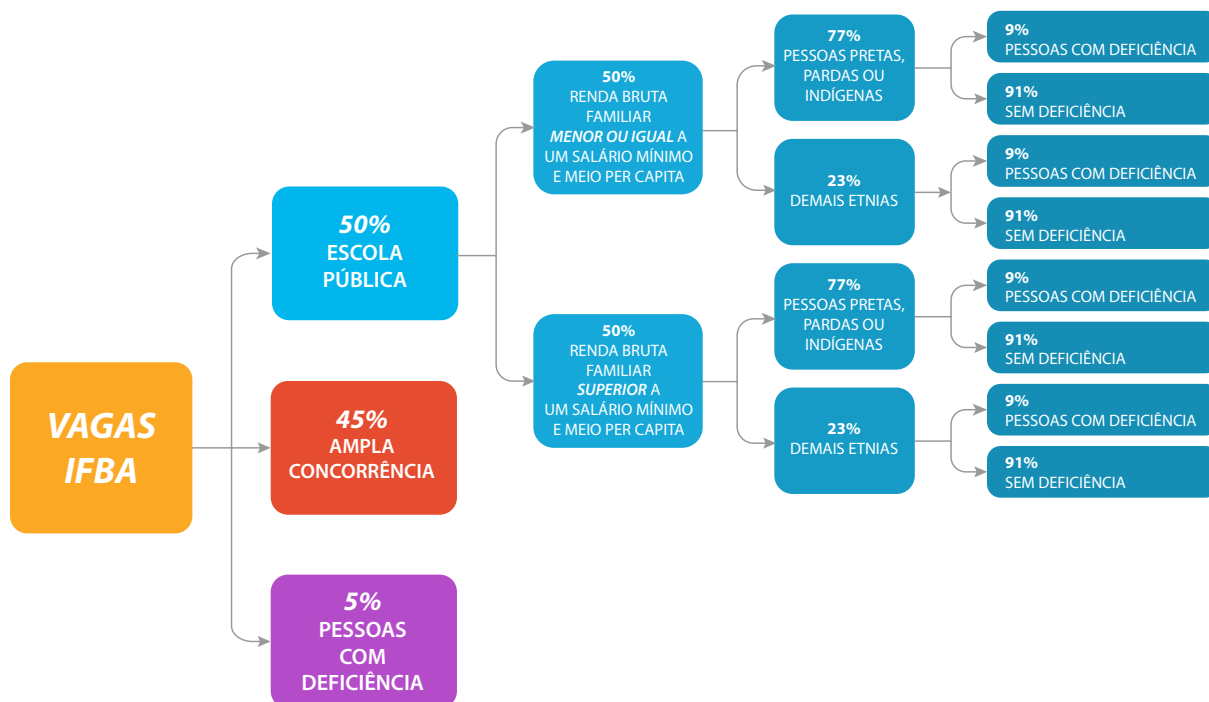 VAGAS
IFBA
50%
ESCOLA
PÚBLICA
45%
AMPLA
CONCORRÊNCIA
5%
PESSOAS
COM
DEFICIÊNCIA
50%
RENDA BRUTA
FAMILIAR
MENOR OU IGUAL A
UM SALÁRIO MÍNIMO
E MEIO PER CAPITA
50%
RENDA BRUTA
FAMILIAR
SUPERIOR A
UM SALÁRIO MÍNIMO
E MEIO PER CAPITA
77%
PESSOAS PRETAS,
PARDAS OU
INDÍGENAS
23%
DEMAIS ETNIAS
77%
PESSOAS PRETAS,
PARDAS OU
INDÍGENAS
23%
DEMAIS ETNIAS
9%
PESSOAS COM DEFICIÊNCIA
91%
SEM DEFICIÊNCIA
9%
PESSOAS COM DEFICIÊNCIA
91%
SEM DEFICIÊNCIA
9%
PESSOAS COM DEFICIÊNCIA
91%
SEM DEFICIÊNCIA
9%
PESSOAS COM DEFICIÊNCIA
91%
SEM DEFICIÊNCIA